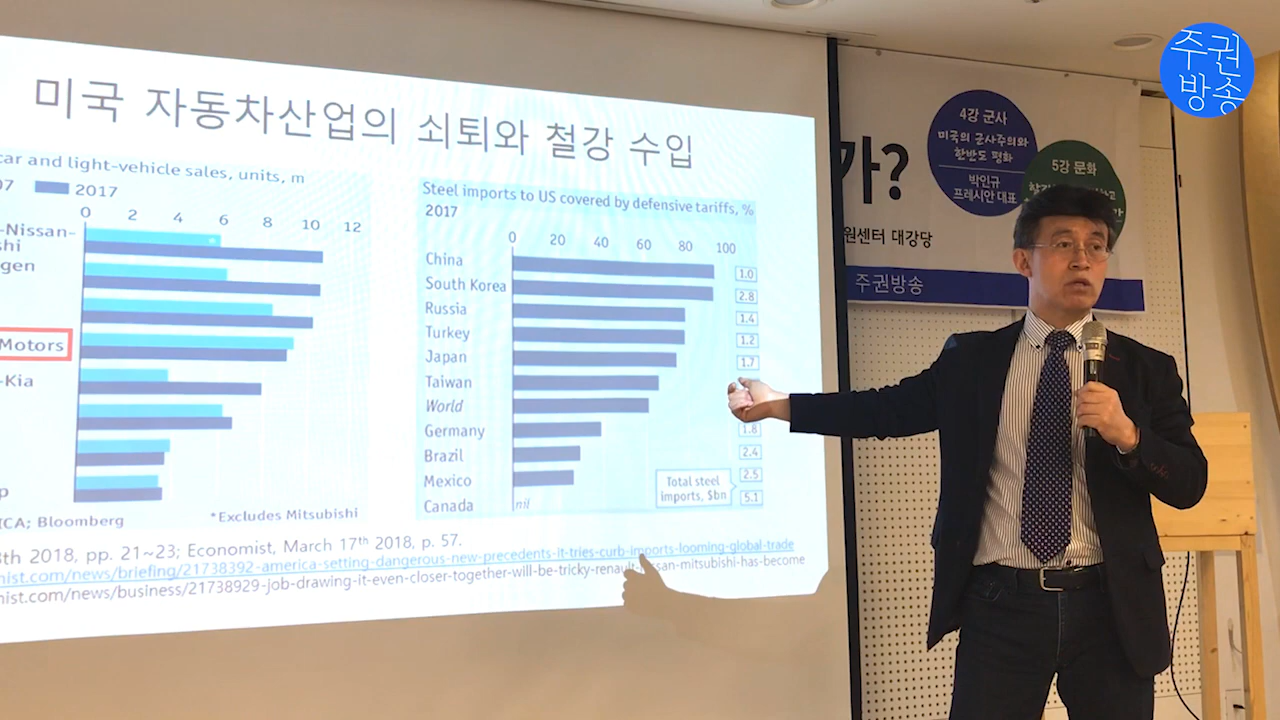 주권
방송
미국 자동차산업의 쇠퇴와 철강 수입
car and light-vehicle sales, units, m
07 2017
0 2 4 6 8 10 12
-Nissan-
shi
gen
Motors
-Kia
p
ICA; Bloomberg
*Excludes Mitsubishi
Steel imports to US covered by defensive tariffs, %
2017
0 20 40 60 80 100
China 1.0
South Korea 2.8
Russia 1.4
Turkey 1.2
Japan 1.7
Taiwan
World
Germany 1.8
Brazil 2.4
Mexico 2.5
Canada nil 5.1
Total steel
imports, $bn
8th 2018, pp. 21~23; Economist, March 17th 2018, p. 57.
mist.com/news/briefing/21738392-america-setting-dangerous-new-precedents-it-tries-curb-imports-looming-global-trade
mist.com/news/business/21738929-job-drawing-it-even-closer-together-will-be-tricky-renault-nissan-mitsubishi-has-become
가?
4강 군사
미국의 군사주의와
한반도 평화
박인규
프레시안 대표
5강 문화
원센터 대강당
주권방송